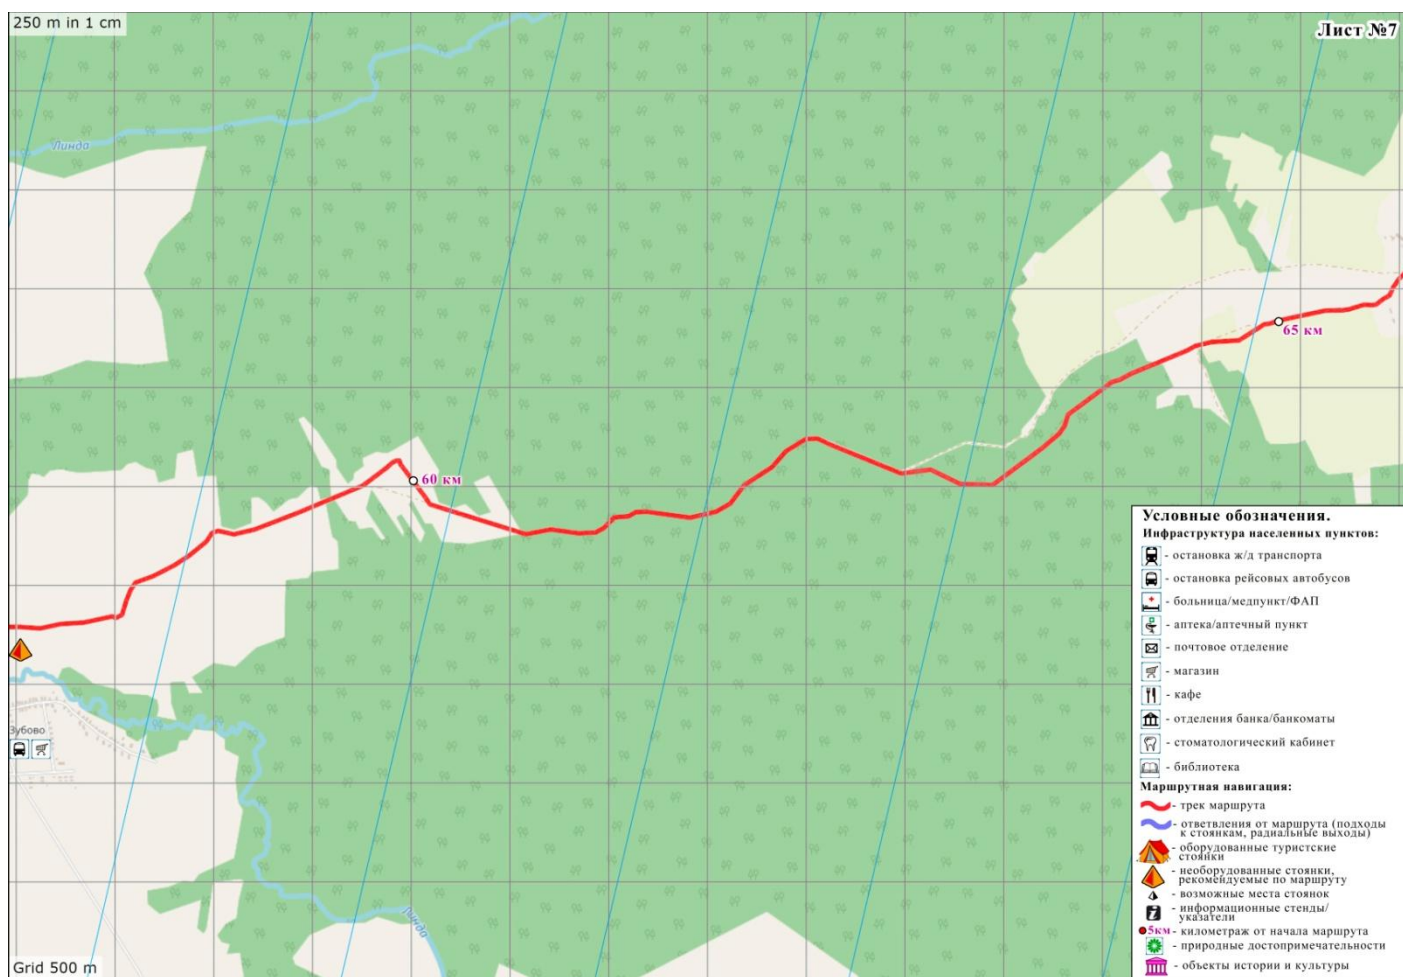 250 m in 1 cm
Лист №7
Линда
65 км
60 км
Зубово
Линда
Grid 500 m
Условные обозначения.
Инфраструктура населенных пунктов:
- остановка ж/д транспорта
- остановка рейсовых автобусов
- больница/медпункт/ФАП
- аптека/аптечный пункт
- почтовое отделение
- магазин
- кафе
- отделения банка/банкоматы
- стоматологический кабинет
- библиотека
Маршрутная навигация:
- трек маршрута
- ответвления от маршрута (подходы
к стоянкам, радиальные выходы)
- оборудованные туристские
стоянки
- необорудованные стоянки,
рекомендуемые по маршруту
- возможные места стоянок
- информационные стенды/
указатели
5км - километраж от начала маршрута
- природные достопримечательности
- объекты истории и культуры